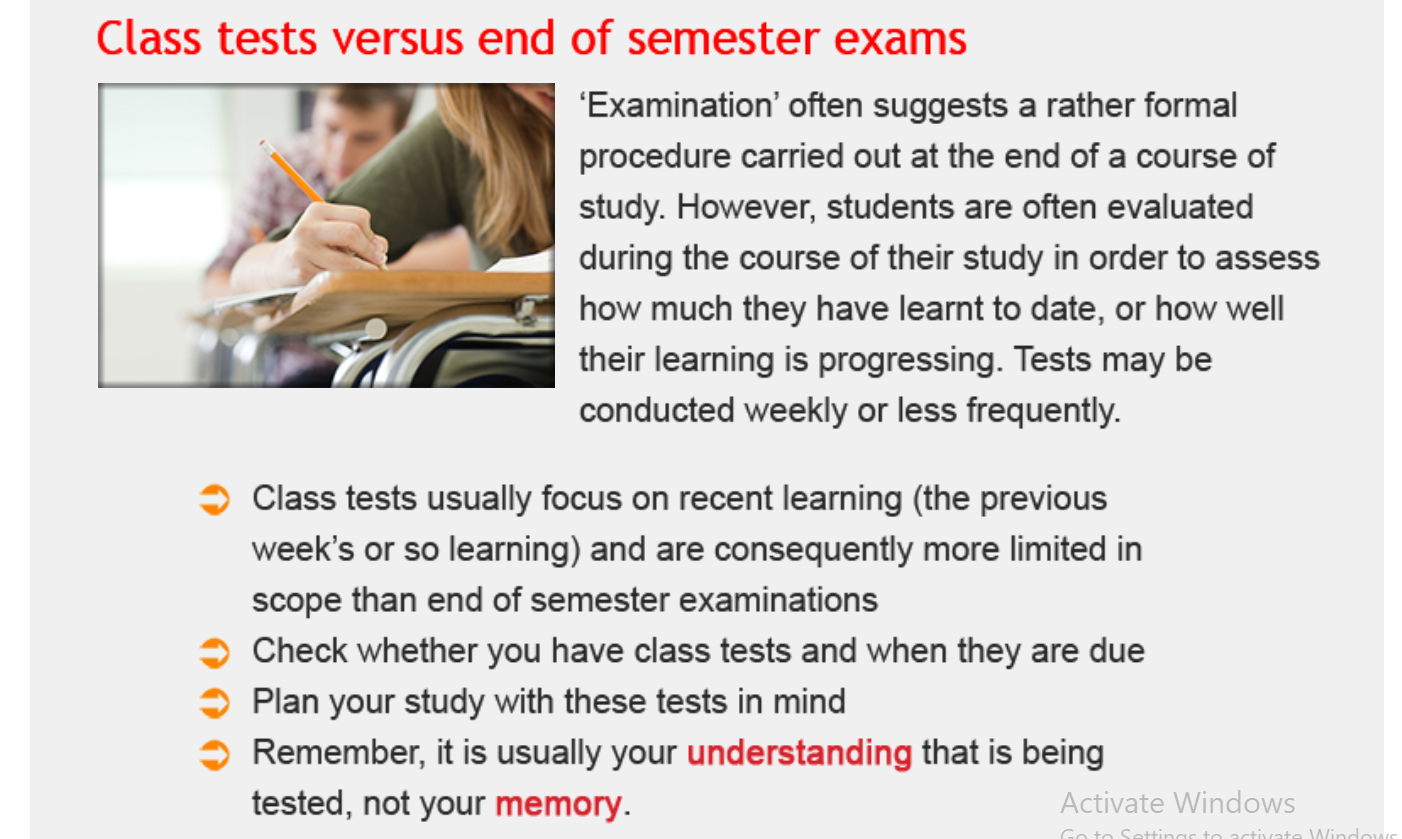 Class tests versus end of semester exams
‘Examination’ often suggests a rather formal
procedure carried out at the end of a course of
study. However, students are often evaluated
during the course of their study in order to assess
how much they have learnt to date, or how well
their learning is progressing. Tests may be
conducted weekly or less frequently.
Class tests usually focus on recent learning (the previous
week’s or so learning) and are consequently more limited in
scope than end of semester examinations
Check whether you have class tests and when they are due
Plan your study with these tests in mind
Remember, it is usually your understanding that is being
tested, not your memory.
Activate Windows
Go to Settings to activate Windows